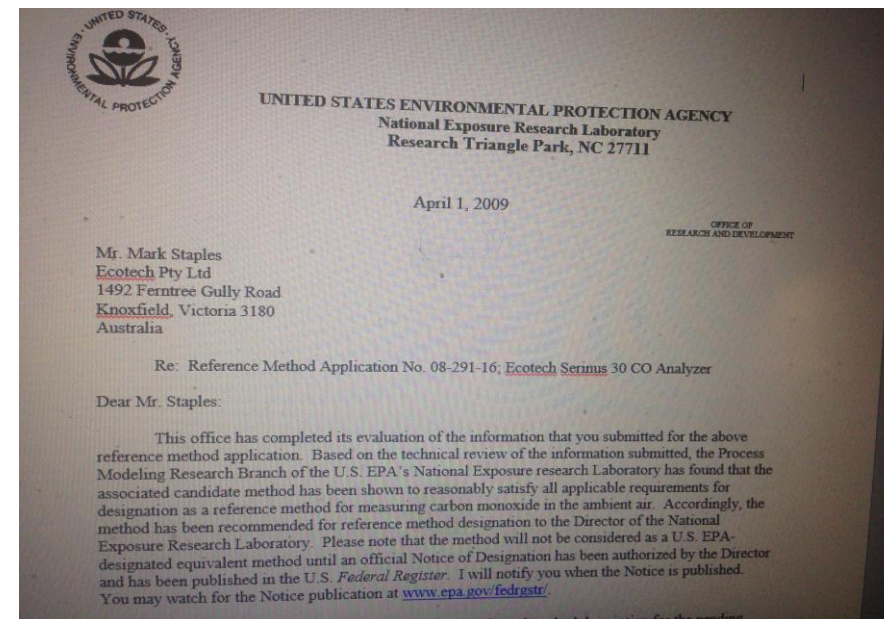 UNITED STATES · ENVIRONMENTAL PROTECTION AGENCY ·
UNITED STATES ENVIRONMENTAL PROTECTION AGENCY
National Exposure Research Laboratory
Research Triangle Park, NC 27711
April 1, 2009
OFFICE OF
RESEARCH AND DEVELOPMENT
Mr. Mark Staples
Ecotech Pty Ltd
1492 Ferntree Gully Road
Knoxfield, Victoria 3180
Australia
Re: Reference Method Application No. 08-291-16; Ecotech Serinus 30 CO Analyzer
Dear Mr. Staples:
This office has completed its evaluation of the information that you submitted for the above
reference method application. Based on the technical review of the information submitted, the Process
Modeling Research Branch of the U.S. EPA's National Exposure research Laboratory has found that the
associated candidate method has been shown to reasonably satisfy all applicable requirements for
designation as a reference method for measuring carbon monoxide in the ambient air. Accordingly, the
method has been recommended for reference method designation to the Director of the National
Exposure Research Laboratory. Please note that the method will not be considered as a U.S. EPA-
designated equivalent method until an official Notice of Designation has been authorized by the Director
and has been published in the U.S. Federal Register. I will notify you when the Notice is published.
You may watch for the Notice publication at www.epa.gov/fedrgstr/.